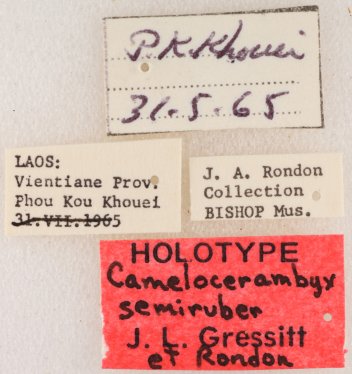 P.K.Khouei
31.5.65
LAOS:
Vientiane Prov.
Phou Kou Khouei
31.VII.1965
J. A. Rondon
Collection
BISHOP Mus.
HOLOTYPE
Camelocerambyx
semiruber
J. L. Gressitt
et Rondon